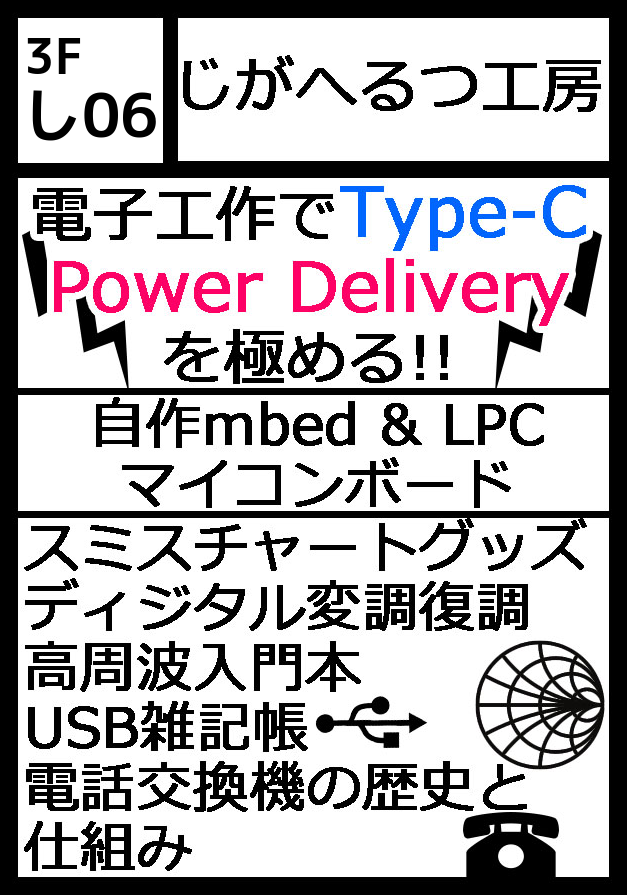 3F
し06
じがへるつ工房
電子工作でType-C
Power Delivery
を極める!!
自作mbed & LPC
マイコンボード
スミスチャートグッズ
ディジタル変調復調
高周波入門本
USB雑記帳
電話交換機の歴史と
仕組み